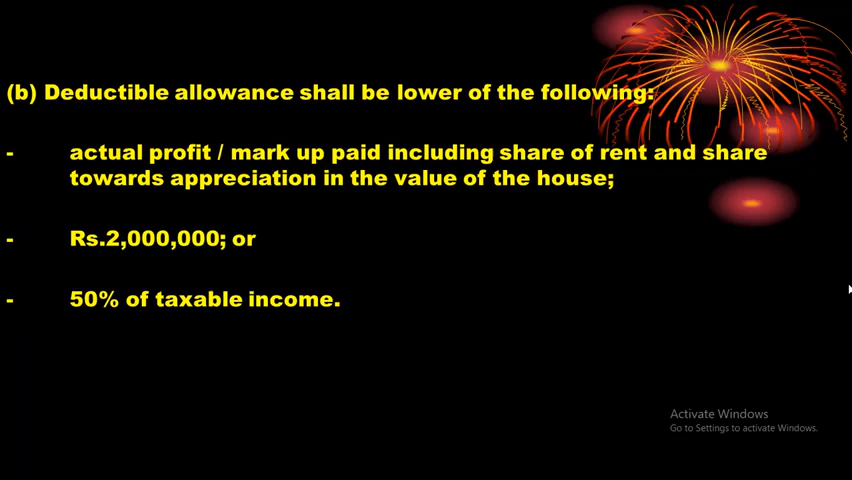 (b) Deductible allowance shall be lower of the following:
- actual profit / mark up paid including share of rent and share
towards appreciation in the value of the house;
- Rs.2,000,000; or
- 50% of taxable income.
Activate Windows
Go to Settings to activate Windows.